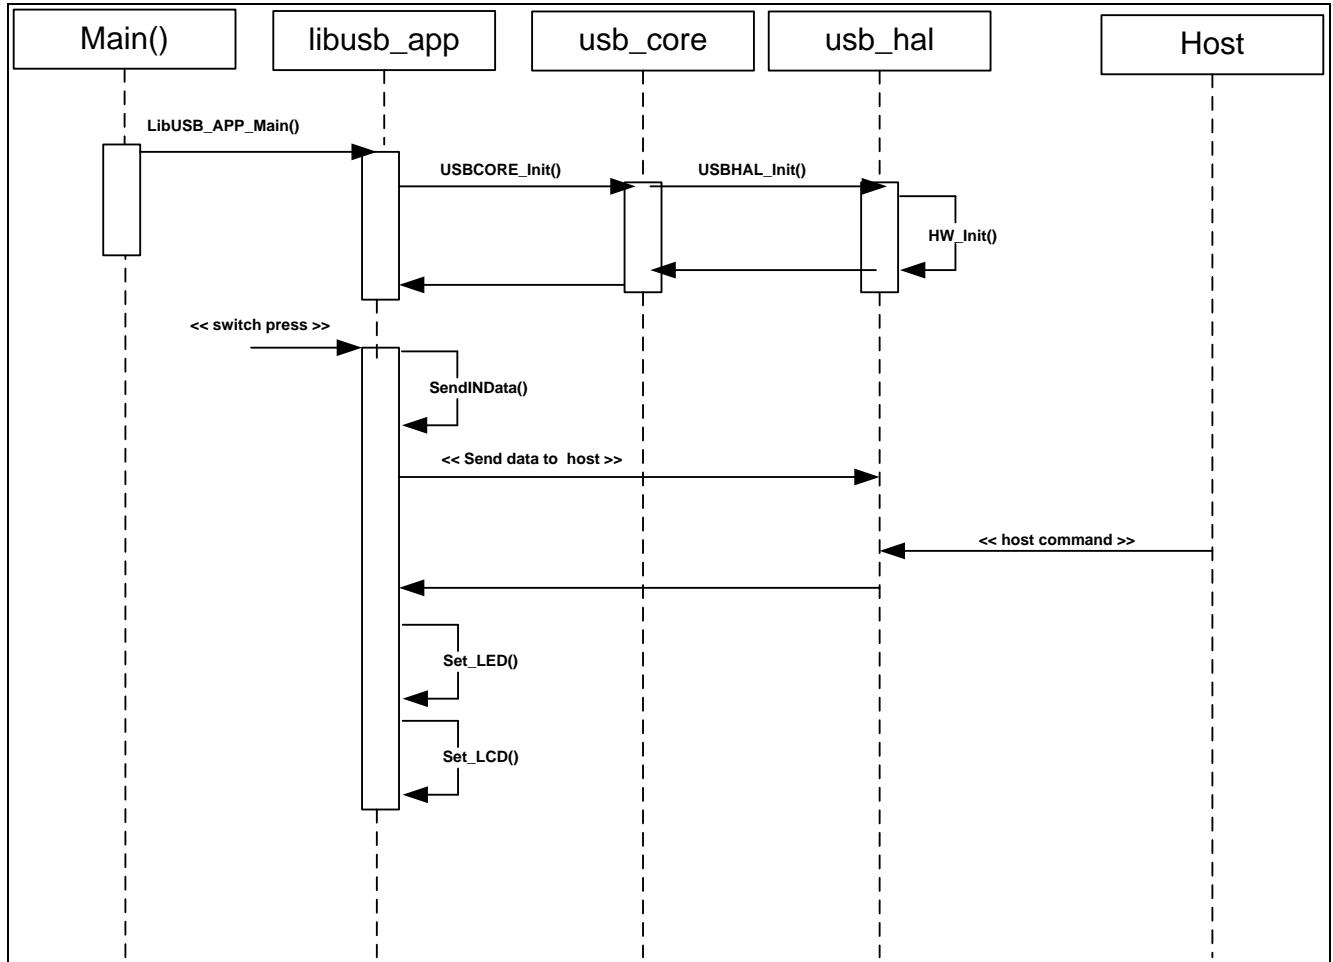 Main()
libusb_app
usb_core
usb_hal
Host
LibUSB_APP_Main()
USBCORE_Init()
USBHAL_Init()
HW_Init()
<< switch press >>
SendINData()
<< Send data to  host >>
<< host command >>
Set_LED()
Set_LCD()